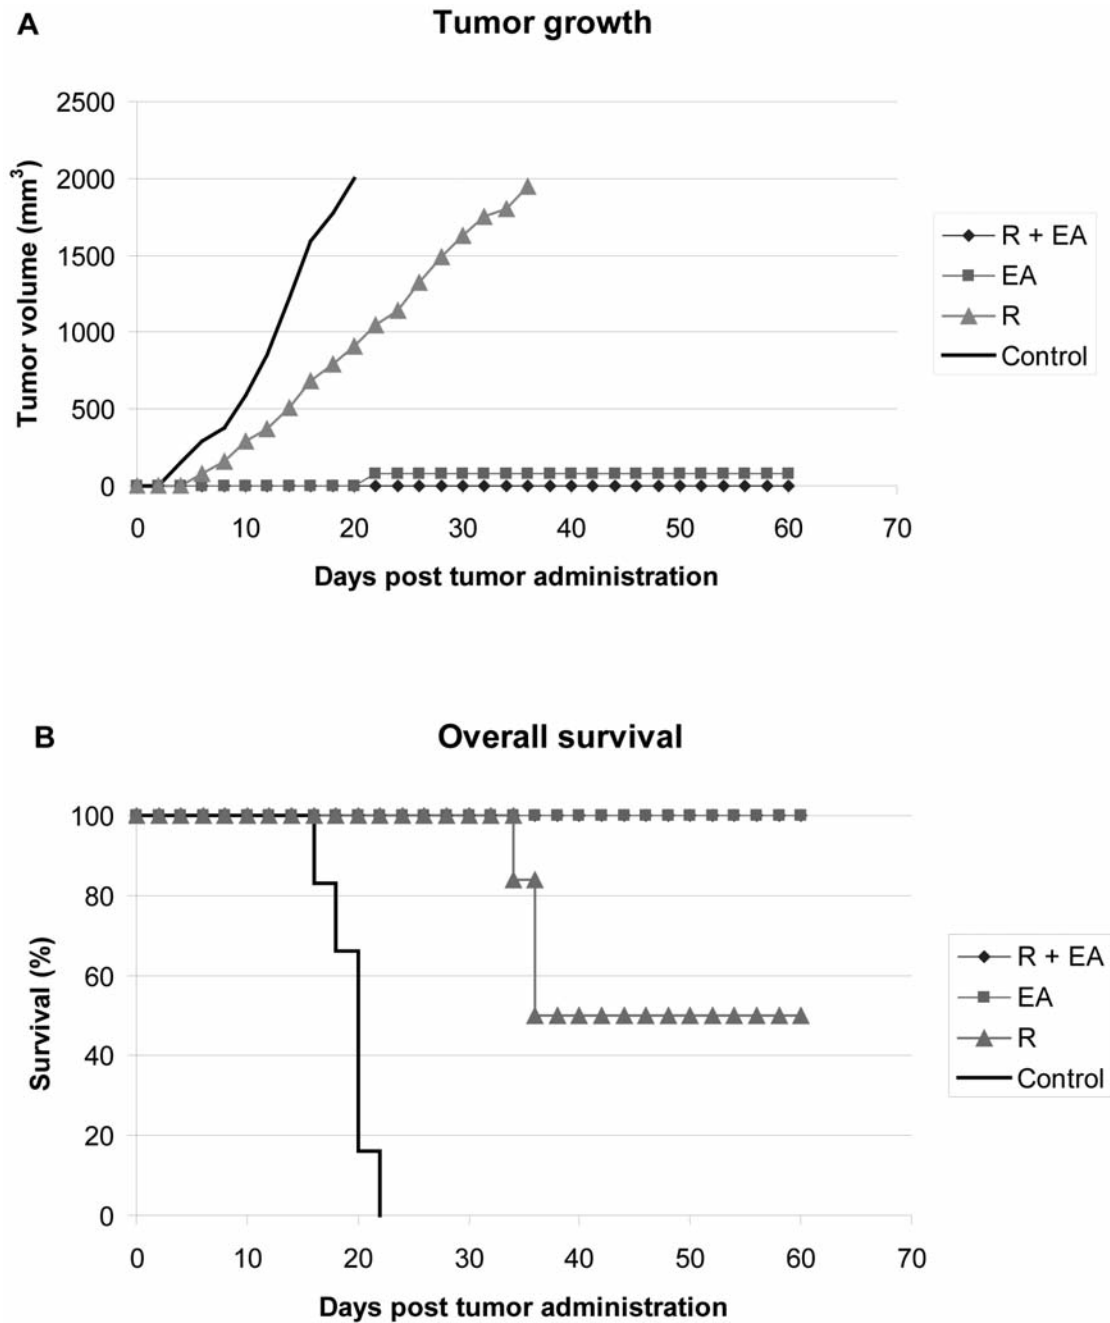 A
Tumor growth
2500
2000
1500
1000
500
0
Tumor volume (mm³)
0 10 20 30 40 50 60 70
Days post tumor administration
R + EA
EA
R
Control
B
Overall survival
100
80
60
40
20
0
Survival (%)
0 10 20 30 40 50 60 70
Days post tumor administration
R + EA
EA
R
Control